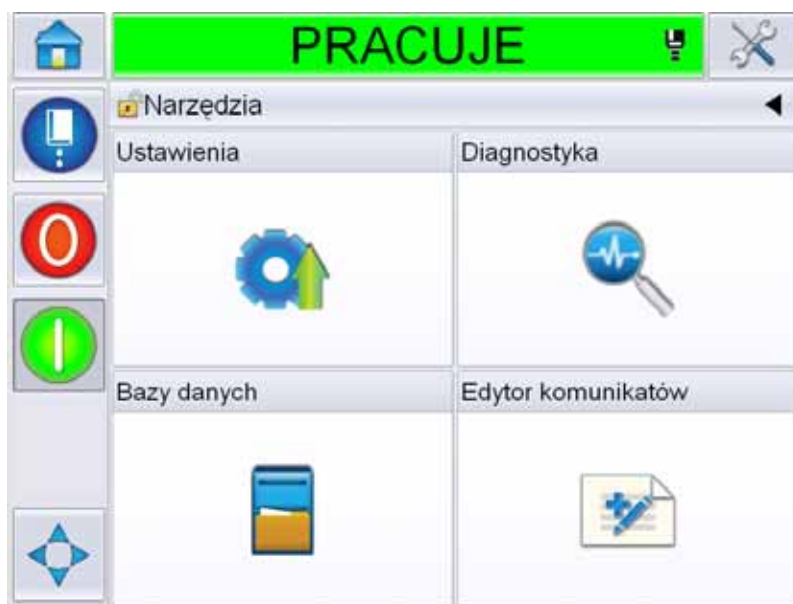 PRACUJE
Narzędzia
Ustawienia
Diagnostyka
Bazy danych
Edytor komunikatów